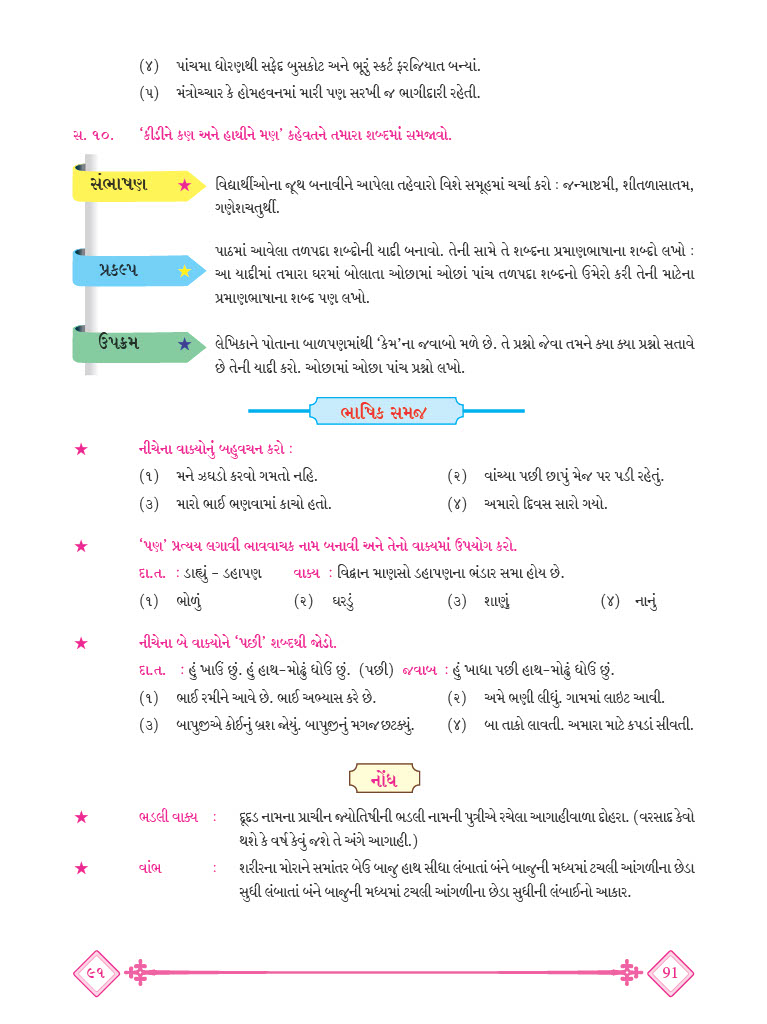 (૪) પાંચમા ધોરણથી સફેદ બુસકોટ અને ભૂરું સ્કર્ટ ફરજિયાત બન્યાં.
(૫) મંત્રોચ્ચાર કે હોમહવનમાં મારી પણ સરખી જ ભાગીદારી રહેતી.
સ. ૧૦. ‘કીડીને કણ અને હાથીને મણ’ કહેવતને તમારા શબ્દમાં સમજાવો.
સંભાષણ ★ વિદ્યાર્થીઓના જૂથ બનાવીને આપેલા તહેવારો વિશે સમૂહમાં ચર્ચા કરો : જન્માષ્ટમી, શીતળાસાતમ,
ગણેશચતુર્થી.
પાઠમાં આવેલા તળપદા શબ્દોની યાદી બનાવો. તેની સામે તે શબ્દના પ્રમાણભાષાના શબ્દો લખો :
પ્રકલ્પ ★ આ યાદીમાં તમારા ઘરમાં બોલાતા ઓછામાં ઓછાં પાંચ તળપદા શબ્દનો ઉમેરો કરી તેની માટેના
પ્રમાણભાષાના શબ્દ પણ લખો.
ઉપક્રમ ★ લેખિકાને પોતાના બાળપણમાંથી ‘કેમ’ના જવાબો મળે છે. તે પ્રશ્નો જેવા તમને ક્યા ક્યા પ્રશ્નો સતાવે
છે તેની યાદી કરો. ઓછામાં ઓછા પાંચ પ્રશ્નો લખો.
ભાષિક સમજ
★ નીચેના વાક્યોનું બહુવચન કરો :
(૧) મને ઝઘડો કરવો ગમતો નહિ. (૨) વાંચ્યા પછી છાપું મેજ પર પડી રહેતું.
(૩) મારો ભાઈ ભણવામાં કાચો હતો. (૪) અમારો દિવસ સારો ગયો.
★ ‘પણ’ પ્રત્યય લગાવી ભાવવાચક નામ બનાવી અને તેનો વાક્યમાં ઉપયોગ કરો.
દા.ત. : ડાહ્યું – ડહાપણ વાક્ય : વિદ્વાન માણસો ડહાપણના ભંડાર સમા હોય છે.
(૧) ભોળું (૨) ઘરડું (૩) શાણું (૪) નાનું
★ નીચેના બે વાક્યોને ‘પછી’ શબ્દથી જોડો.
દા.ત. : હું ખાઉં છું. હું હાથ-મોઢું ધોઉં છું. (પછી) જવાબ : હું ખાધા પછી હાથ-મોઢું ધોઉં છું.
(૧) ભાઈ રમીને આવે છે. ભાઈ અભ્યાસ કરે છે. (૨) અમે ભણી લીધું. ગામમાં લાઇટ આવી.
(૩) બાપુજીએ કોઈનું બ્રશ જોયું. બાપુજીનું મગજ છટક્યું. (૪) બા તાકો લાવતી. અમારા માટે કપડાં સીવતી.
નોંધ
★ ભડલી વાક્ય : દૂદડ નામના પ્રાચીન જ્યોતિષીની ભડલી નામની પુત્રીએ રચેલા આગાહીવાળા દોહરા. (વરસાદ કેવો
થશે કે વર્ષ કેવું જશે તે અંગે આગાહી.)
★ વાંભ : શરીરના મોરાને સમાંતર બેઉ બાજુ હાથ સીધા લંબાતાં બંને બાજુની મધ્યમાં ટચલી આંગળીના છેડા
સુધી લંબાતાં બંને બાજુની મધ્યમાં ટચલી આંગળીના છેડા સુધીની લંબાઈનો આકાર.
૯૧ 91